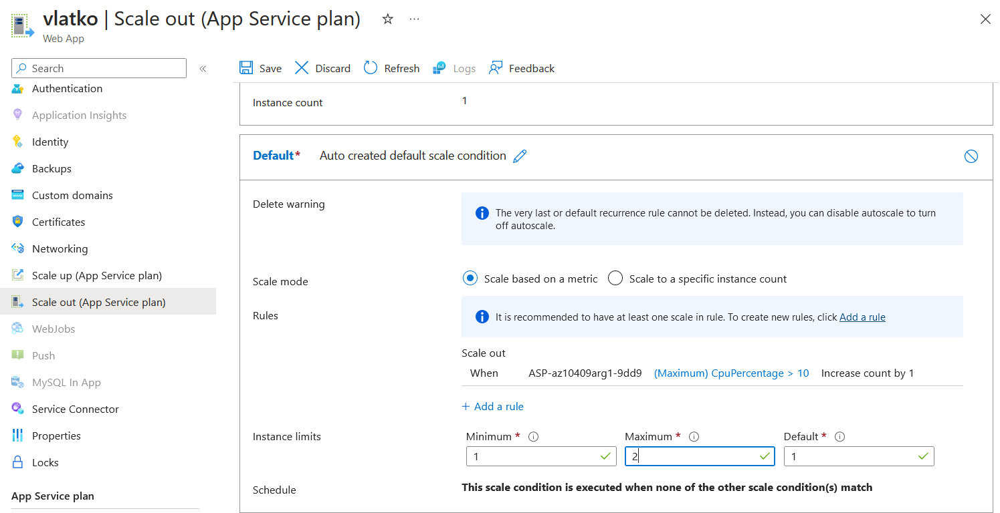 vlatko | Scale out (App Service plan)
Web App
Search
Authentication
Application Insights
Identity
Backups
Custom domains
Certificates
Networking
Scale up (App Service plan)
Scale out (App Service plan)
WebJobs
Push
MySQL In App
Service Connector
Properties
Locks
App Service plan
Save Discard Refresh Logs Feedback
Instance count 1
Default* Auto created default scale condition
Delete warning
The very last or default recurrence rule cannot be deleted. Instead, you can disable autoscale to turn
off autoscale.
Scale mode Scale based on a metric Scale to a specific instance count
Rules It is recommended to have at least one scale in rule. To create new rules, click Add a rule
Scale out
When ASP-az10409arg1-9dd9 (Maximum) CpuPercentage > 10 Increase count by 1
+ Add a rule
Instance limits Minimum * Maximum * Default *
1 2 1
Schedule This scale condition is executed when none of the other scale condition(s) match